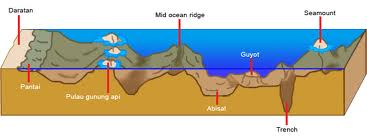 Daratan
Mid ocean ridge
Seamount
Guyot
Pantai
Pulau gunung api
Abisal
Trench